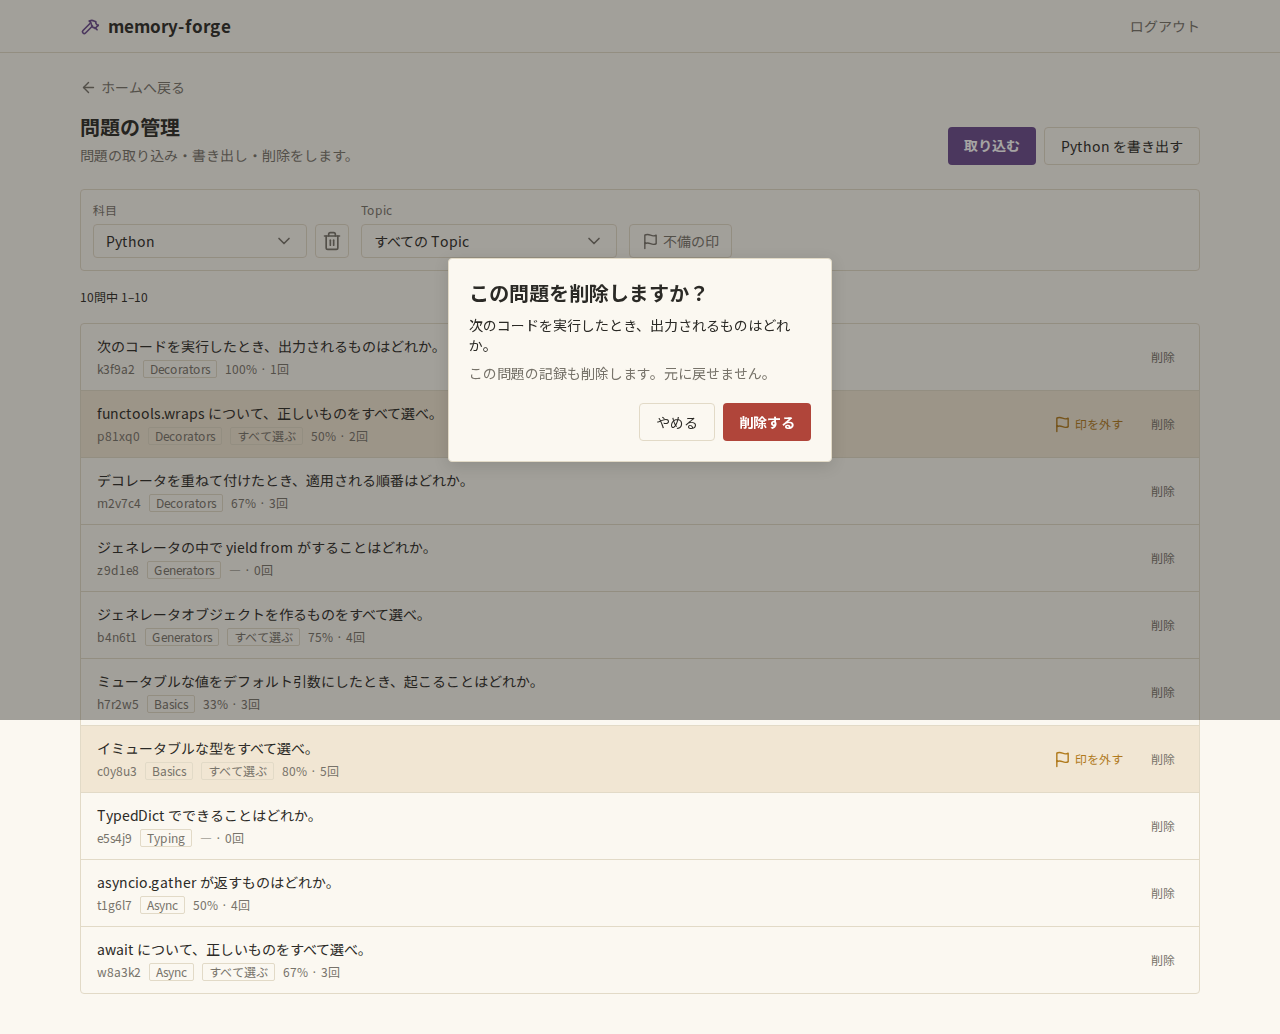 memory-forge
ログアウト
ホームへ戻る
問題の管理
問題の取り込み・書き出し・削除をします。
取り込む
Python を書き出す
科目
Topic
Python
すべての Topic
不備の印
10問中 1–10
この問題を削除しますか？
次のコードを実行したとき、出力されるものはどれ
か。
この問題の記録も削除します。元に戻せません。
やめる
削除する
次のコードを実行したとき、出力されるものはどれか。
k3f9a2 Decorators 100% · 1回
削除
functools.wraps について、正しいものをすべて選べ。
p81xq0 Decorators すべて選ぶ 50% · 2回
印を外す
削除
デコレータを重ねて付けたとき、適用される順番はどれか。
m2v7c4 Decorators 67% · 3回
削除
ジェネレータの中で yield from がすることはどれか。
z9d1e8 Generators — · 0回
削除
ジェネレータオブジェクトを作るものをすべて選べ。
b4n6t1 Generators すべて選ぶ 75% · 4回
削除
ミュータブルな値をデフォルト引数にしたとき、起こることはどれか。
h7r2w5 Basics 33% · 3回
削除
イミュータブルな型をすべて選べ。
c0y8u3 Basics すべて選ぶ 80% · 5回
印を外す
削除
TypedDict でできることはどれか。
e5s4j9 Typing — · 0回
削除
asyncio.gather が返すものはどれか。
t1g6l7 Async 50% · 4回
削除
await について、正しいものをすべて選べ。
w8a3k2 Async すべて選ぶ 67% · 3回
削除